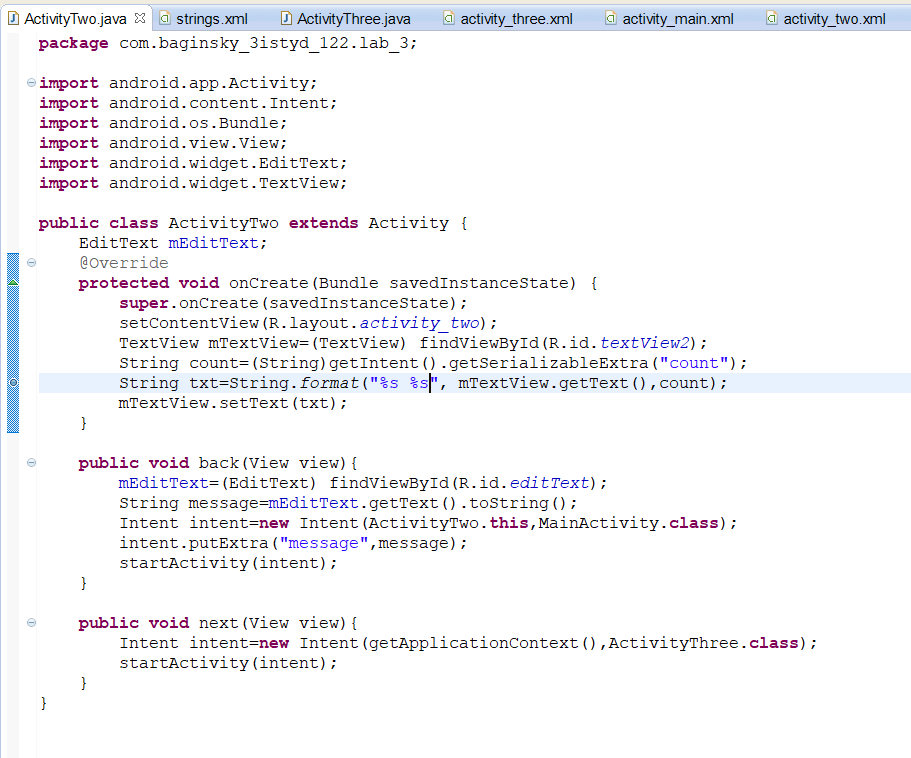 ActivityTwo.java strings.xml ActivityThree.java activity_three.xml activity_main.xml activity_two.xml
package com.baginsky_3istyd_122.lab_3;
import android.app.Activity;
import android.content.Intent;
import android.os.Bundle;
import android.view.View;
import android.widget.EditText;
import android.widget.TextView;
public class ActivityTwo extends Activity {
EditText mEditText;
@Override
protected void onCreate(Bundle savedInstanceState) {
super.onCreate(savedInstanceState);
setContentView(R.layout.activity_two);
TextView mTextView=(TextView) findViewById(R.id.textView2);
String count=(String)getIntent().getSerializableExtra("count");
String txt=String.format("%s %s", mTextView.getText(),count);
mTextView.setText(txt);
}
public void back(View view){
mEditText=(EditText) findViewById(R.id.editText);
String message=mEditText.getText().toString();
Intent intent=new Intent(ActivityTwo.this,MainActivity.class);
intent.putExtra("message",message);
startActivity(intent);
}
public void next(View view){
Intent intent=new Intent(getApplicationContext(),ActivityThree.class);
startActivity(intent);
}
}